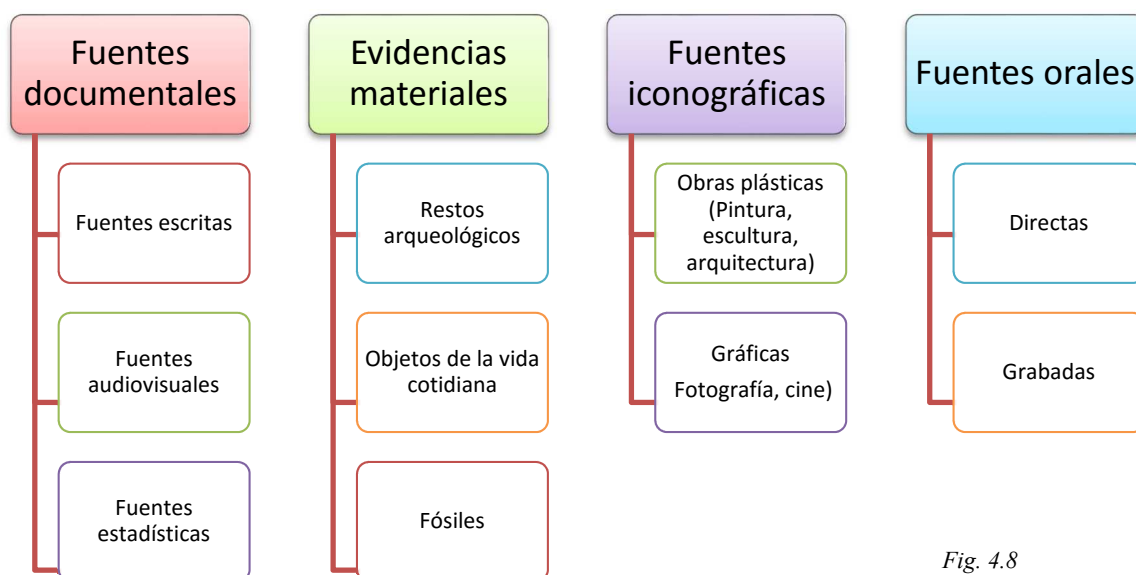 Fuentes
documentales
Fuentes escritas
Fuentes
audiovisuales
Fuentes
estadísticas
Evidencias
materiales
Restos
arqueológicos
Objetos de la vida
cotidiana
Fósiles
Fuentes
iconográficas
Obras plásticas
(Pintura,
escultura,
arquitectura)
Gráficas
Fotografía, cine)
Fuentes orales
Directas
Grabadas
Fig. 4.8